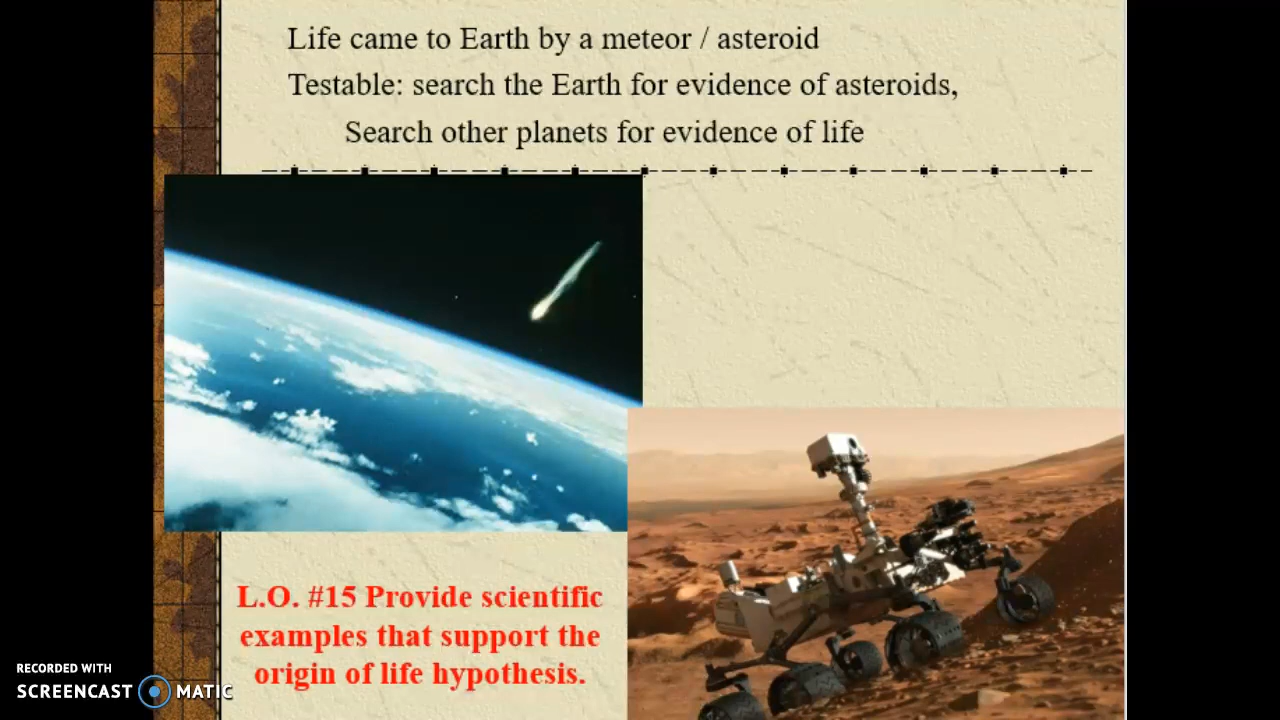 Life came to Earth by a meteor / asteroid
Testable: search the Earth for evidence of asteroids,
Search other planets for evidence of life
L.O. #15 Provide scientific
examples that support the
origin of life hypothesis.
RECORDED WITH
SCREENCAST MATIC